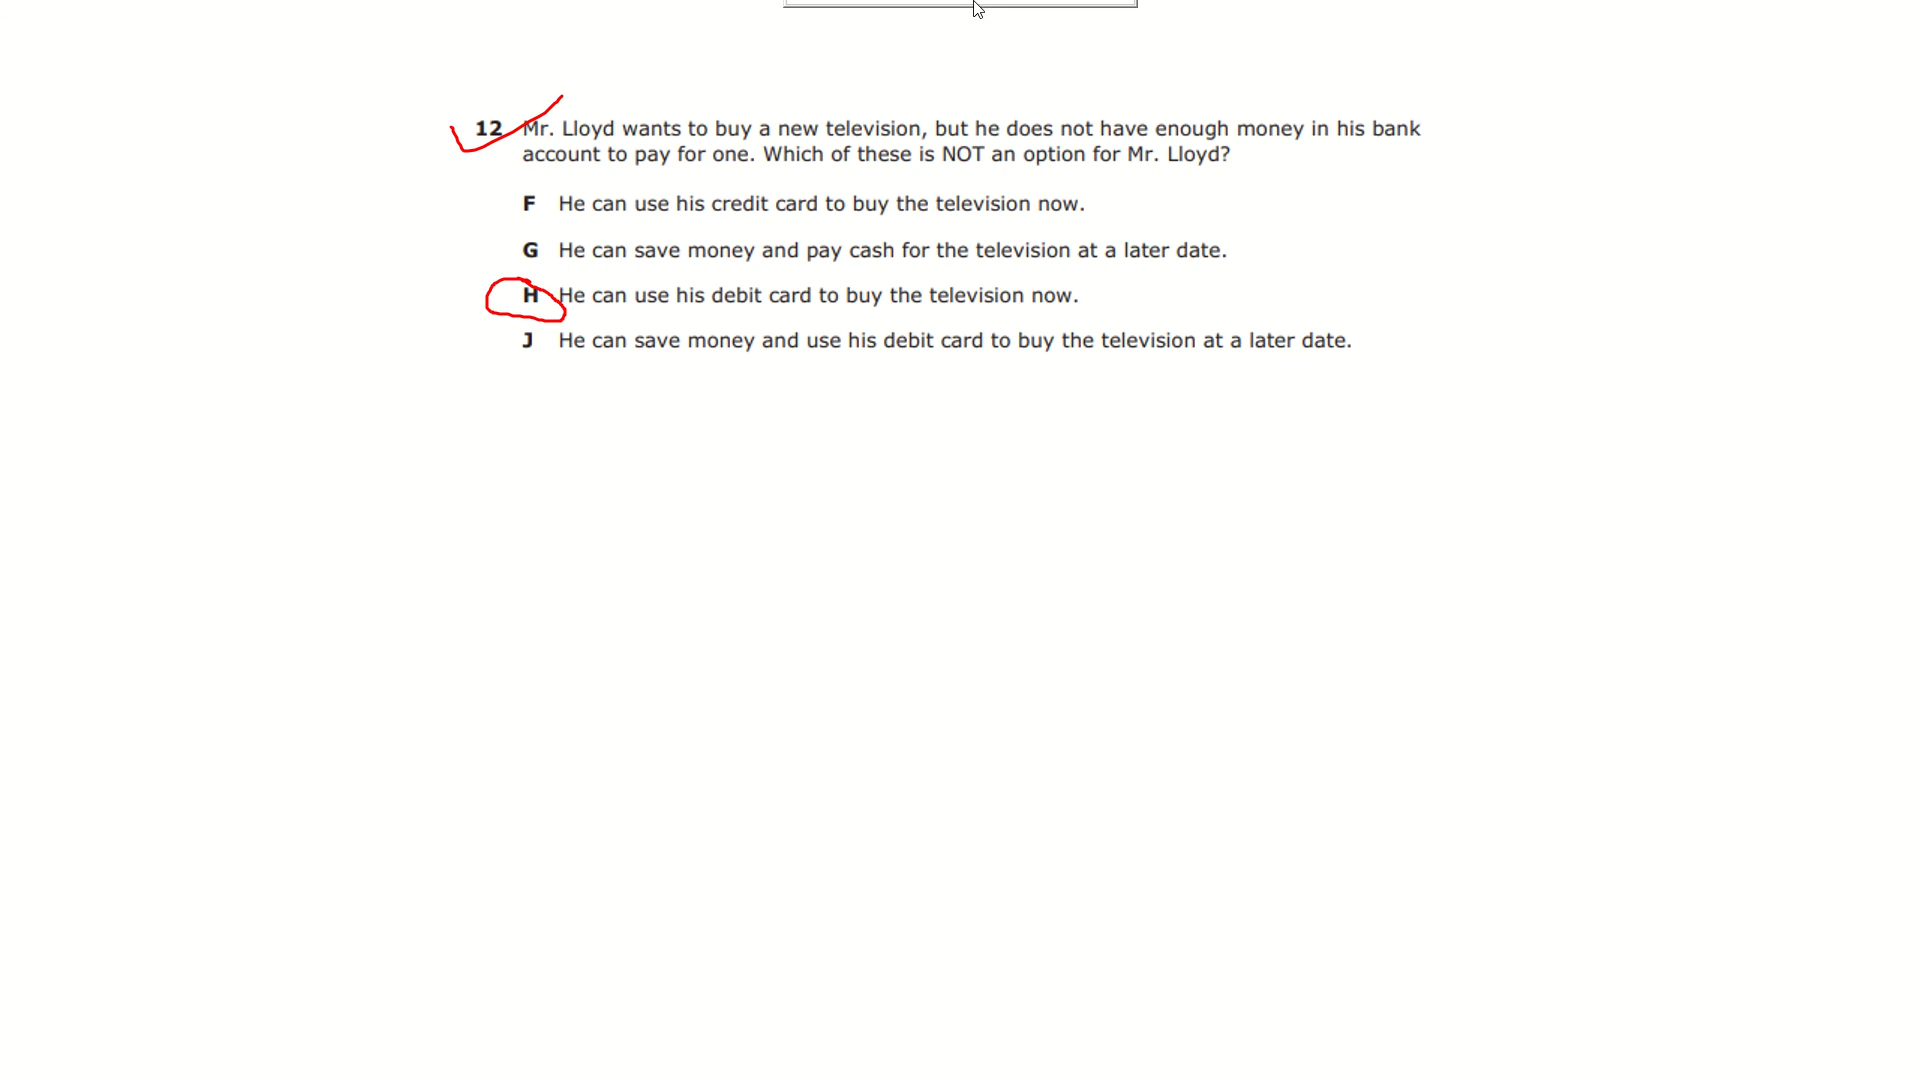 12 Mr. Lloyd wants to buy a new television, but he does not have enough money in his bank
account to pay for one. Which of these is NOT an option for Mr. Lloyd?
F He can use his credit card to buy the television now.
G He can save money and pay cash for the television at a later date.
H He can use his debit card to buy the television now.
J He can save money and use his debit card to buy the television at a later date.